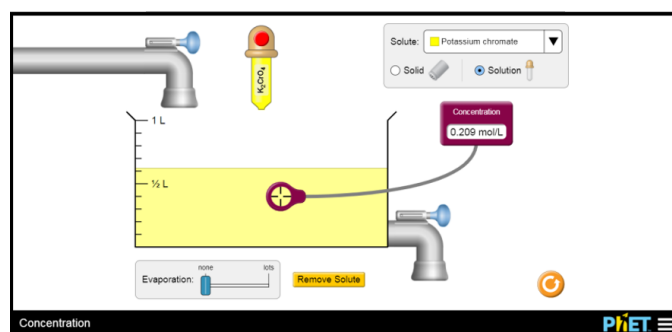 Solute: Potassium chromate
Solid Solution
K₂CrO₄
Concentration
0.209 mol/L
1 L
½ L
none lots
Evaporation:
Remove Solute
Concentration
PhET